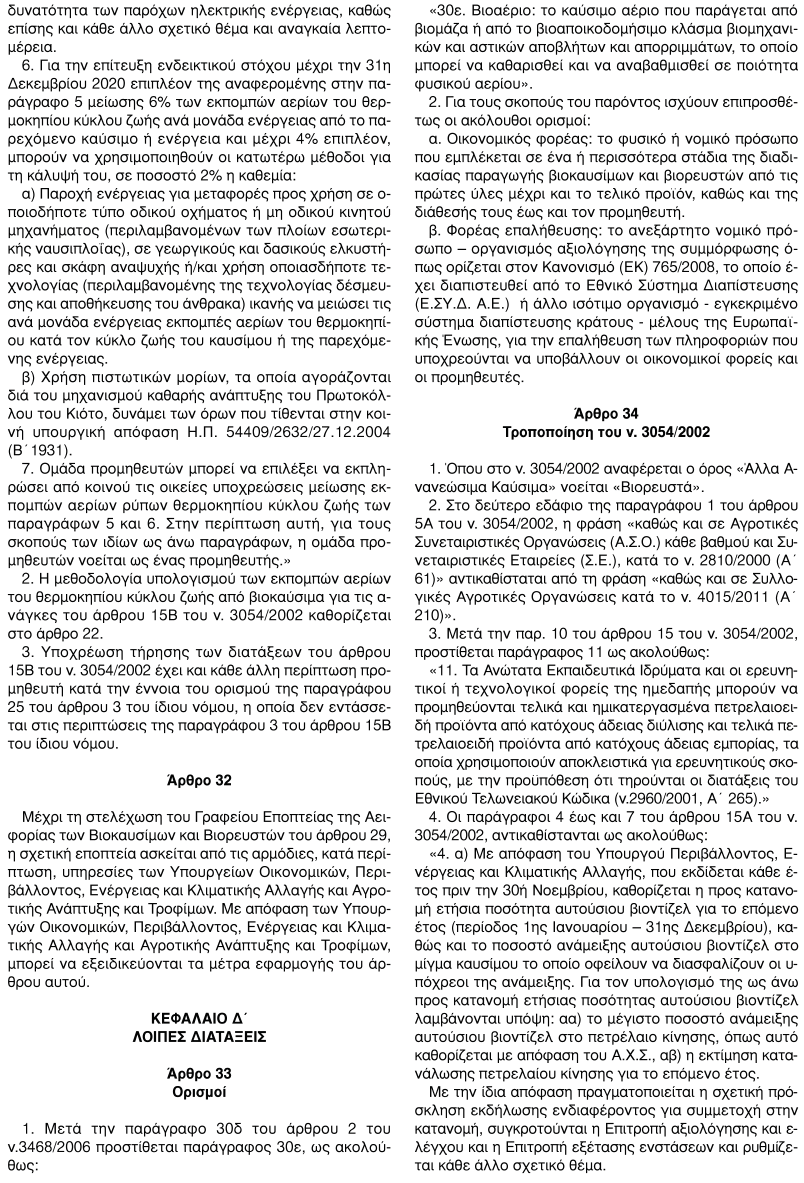 δυνατότητα των παρόχων ηλεκτρικής ενέργειας, καθώς
επίσης και κάθε άλλο σχετικό θέμα και αναγκαία λεπτο-
μέρεια.
6. Για την επίτευξη ενδεικτικού στόχου μέχρι την 31η
Δεκεμβρίου 2020 επιπλέον της αναφερομένης στην πα-
ράγραφο 5 μείωσης 6% των εκπομπών αερίων του θερ-
μοκηπίου κύκλου ζωής ανά μονάδα ενέργειας από το πα-
ρεχόμενο καύσιμο ή ενέργεια και μέχρι 4% επιπλέον,
μπορούν να χρησιμοποιηθούν οι κατωτέρω μέθοδοι για
τη κάλυψή του, σε ποσοστό 2% η καθεμία:
α) Παροχή ενέργειας για μεταφορές προς χρήση σε ο-
ποιοδήποτε τύπο οδικού οχήματος ή μη οδικού κινητού
μηχανήματος (περιλαμβανομένων των πλοίων εσωτερι-
κής ναυσιπλοΐας), σε γεωργικούς και δασικούς ελκυστή-
ρες και σκάφη αναψυχής ή/και χρήση οποιασδήποτε τε-
χνολογίας (περιλαμβανομένης της τεχνολογίας δέσμευ-
σης και αποθήκευσης του άνθρακα) ικανής να μειώσει τις
ανά μονάδα ενέργειας εκπομπές αερίων του θερμοκηπί-
ου κατά τον κύκλο ζωής του καυσίμου ή της παρεχόμε-
νης ενέργειας.
β) Χρήση πιστωτικών μορίων, τα οποία αγοράζονται
διά του μηχανισμού καθαρής ανάπτυξης του Πρωτοκόλ-
λου του Κιότο, δυνάμει των όρων που τίθενται στην κοι-
νή υπουργική απόφαση Η.Π. 54409/2632/27.12.2004
(Β΄1931).
7. Ομάδα προμηθευτών μπορεί να επιλέξει να εκπλη-
ρώσει από κοινού τις οικείες υποχρεώσεις μείωσης εκ-
πομπών αερίων ρύπων θερμοκηπίου κύκλου ζωής των
παραγράφων 5 και 6. Στην περίπτωση αυτή, για τους
σκοπούς των ιδίων ως άνω παραγράφων, η ομάδα προ-
μηθευτών νοείται ως ένας προμηθευτής.»
2. Η μεθοδολογία υπολογισμού των εκπομπών αερίων
του θερμοκηπίου κύκλου ζωής από βιοκαύσιμα για τις α-
νάγκες του άρθρου 15Β του ν. 3054/2002 καθορίζεται
στο άρθρο 22.
3. Υποχρέωση τήρησης των διατάξεων του άρθρου
15Β του ν. 3054/2002 έχει και κάθε άλλη περίπτωση προ-
μηθευτή κατά την έννοια του ορισμού της παραγράφου
25 του άρθρου 3 του ίδιου νόμου, η οποία δεν εντάσσε-
ται στις περιπτώσεις της παραγράφου 3 του άρθρου 15Β
του ίδιου νόμου.
Άρθρο 32
Μέχρι τη στελέχωση του Γραφείου Εποπτείας της Αει-
φορίας των Βιοκαυσίμων και Βιορευστών του άρθρου 29,
η σχετική εποπτεία ασκείται από τις αρμόδιες, κατά περί-
πτωση, υπηρεσίες των Υπουργείων Οικονομικών, Περι-
βάλλοντος, Ενέργειας και Κλιματικής Αλλαγής και Αγρο-
τικής Ανάπτυξης και Τροφίμων. Με απόφαση των Υπουρ-
γών Οικονομικών, Περιβάλλοντος, Ενέργειας και Κλιμα-
τικής Αλλαγής και Αγροτικής Ανάπτυξης και Τροφίμων,
μπορεί να εξειδικεύονται τα μέτρα εφαρμογής του άρ-
θρου αυτού.
ΚΕΦΑΛΑΙΟ Δ΄
ΛΟΙΠΕΣ ΔΙΑΤΑΞΕΙΣ
Άρθρο 33
Ορισμοί
1. Μετά την παράγραφο 30δ του άρθρου 2 του
ν.3468/2006 προστίθεται παράγραφος 30ε, ως ακολού-
θως:
«30ε. Βιοαέριο: το καύσιμο αέριο που παράγεται από
βιομάζα ή από το βιοαποικοδομήσιμο κλάσμα βιομηχανι-
κών και αστικών αποβλήτων και απορριμμάτων, το οποίο
μπορεί να καθαρισθεί και να αναβαθμισθεί σε ποιότητα
φυσικού αερίου».
2. Για τους σκοπούς του παρόντος ισχύουν επιπροσθέ-
τως οι ακόλουθοι ορισμοί:
α. Οικονομικός φορέας: το φυσικό ή νομικό πρόσωπο
που εμπλέκεται σε ένα ή περισσότερα στάδια της διαδι-
κασίας παραγωγής βιοκαυσίμων και βιορευστών από τις
πρώτες ύλες μέχρι και το τελικό προϊόν, καθώς και της
διάθεσής τους έως και τον προμηθευτή.
β. Φορέας επαλήθευσης: το ανεξάρτητο νομικό πρό-
σωπο – οργανισμός αξιολόγησης της συμμόρφωσης ό-
πως ορίζεται στον Κανονισμό (ΕΚ) 765/2008, το οποίο έ-
χει διαπιστευθεί από το Εθνικό Σύστημα Διαπίστευσης
(Ε.ΣΥ.Δ. Α.Ε.) ή άλλο ισότιμο οργανισμό - εγκεκριμένο
σύστημα διαπίστευσης κράτους - μέλους της Ευρωπαϊ-
κής Ένωσης, για την επαλήθευση των πληροφοριών που
υποχρεούνται να υποβάλλουν οι οικονομικοί φορείς και
οι προμηθευτές.
Άρθρο 34
Τροποποίηση του ν. 3054/2002
1. Όπου στο ν. 3054/2002 αναφέρεται ο όρος «Άλλα Α-
νανεώσιμα Καύσιμα» νοείται «Βιορευστά».
2. Στο δεύτερο εδάφιο της παραγράφου 1 του άρθρου
5Α του ν. 3054/2002, η φράση «καθώς και σε Αγροτικές
Συνεταιριστικές Οργανώσεις (Α.Σ.Ο.) κάθε βαθμού και Συ-
νεταιριστικές Εταιρείες (Σ.Ε.), κατά το ν. 2810/2000 (Α΄
61)» αντικαθίσταται από τη φράση «καθώς και σε Συλλο-
γικές Αγροτικές Οργανώσεις κατά το ν. 4015/2011 (Α΄
210)».
3. Μετά την παρ. 10 του άρθρου 15 του ν. 3054/2002,
προστίθεται παράγραφος 11 ως ακολούθως:
«11. Τα Ανώτατα Εκπαιδευτικά Ιδρύματα και οι ερευνη-
τικοί ή τεχνολογικοί φορείς της ημεδαπής μπορούν να
προμηθεύονται τελικά και ημικατεργασμένα πετρελαιοει-
δή προϊόντα από κατόχους άδειας διύλισης και τελικά πε-
τρελαιοειδή προϊόντα από κατόχους άδειας εμπορίας, τα
οποία χρησιμοποιούν αποκλειστικά για ερευνητικούς σκο-
πούς, με την προϋπόθεση ότι τηρούνται οι διατάξεις του
Εθνικού Τελωνειακού Κώδικα (ν.2960/2001, Α΄ 265).»
4. Οι παράγραφοι 4 έως και 7 του άρθρου 15Α του ν.
3054/2002, αντικαθίστανται ως ακολούθως:
«4. α) Με απόφαση του Υπουργού Περιβάλλοντος, Ε-
νέργειας και Κλιματικής Αλλαγής, που εκδίδεται κάθε έ-
τος πριν την 30ή Νοεμβρίου, καθορίζεται η προς κατανο-
μή ετήσια ποσότητα αυτούσιου βιοντίζελ για το επόμενο
έτος (περίοδος 1ης Ιανουαρίου – 31ης Δεκεμβρίου), κα-
θώς και το ποσοστό ανάμειξης αυτούσιου βιοντίζελ στο
μίγμα καυσίμου το οποίο οφείλουν να διασφαλίζουν οι υ-
πόχρεοι της ανάμειξης. Για τον υπολογισμό της ως άνω
προς κατανομή ετήσιας ποσότητας αυτούσιου βιοντίζελ
λαμβάνονται υπόψη: αα) το μέγιστο ποσοστό ανάμειξης
αυτούσιου βιοντίζελ στο πετρέλαιο κίνησης, όπως αυτό
καθορίζεται με απόφαση του Α.Χ.Σ., αβ) η εκτίμηση κατα-
νάλωσης πετρελαίου κίνησης για το επόμενο έτος.
Με την ίδια απόφαση πραγματοποιείται η σχετική πρό-
σκληση εκδήλωσης ενδιαφέροντος για συμμετοχή στην
κατανομή, συγκροτούνται η Επιτροπή αξιολόγησης και ε-
λέγχου και η Επιτροπή εξέτασης ενστάσεων και ρυθμίζε-
ται κάθε άλλο σχετικό θέμα.